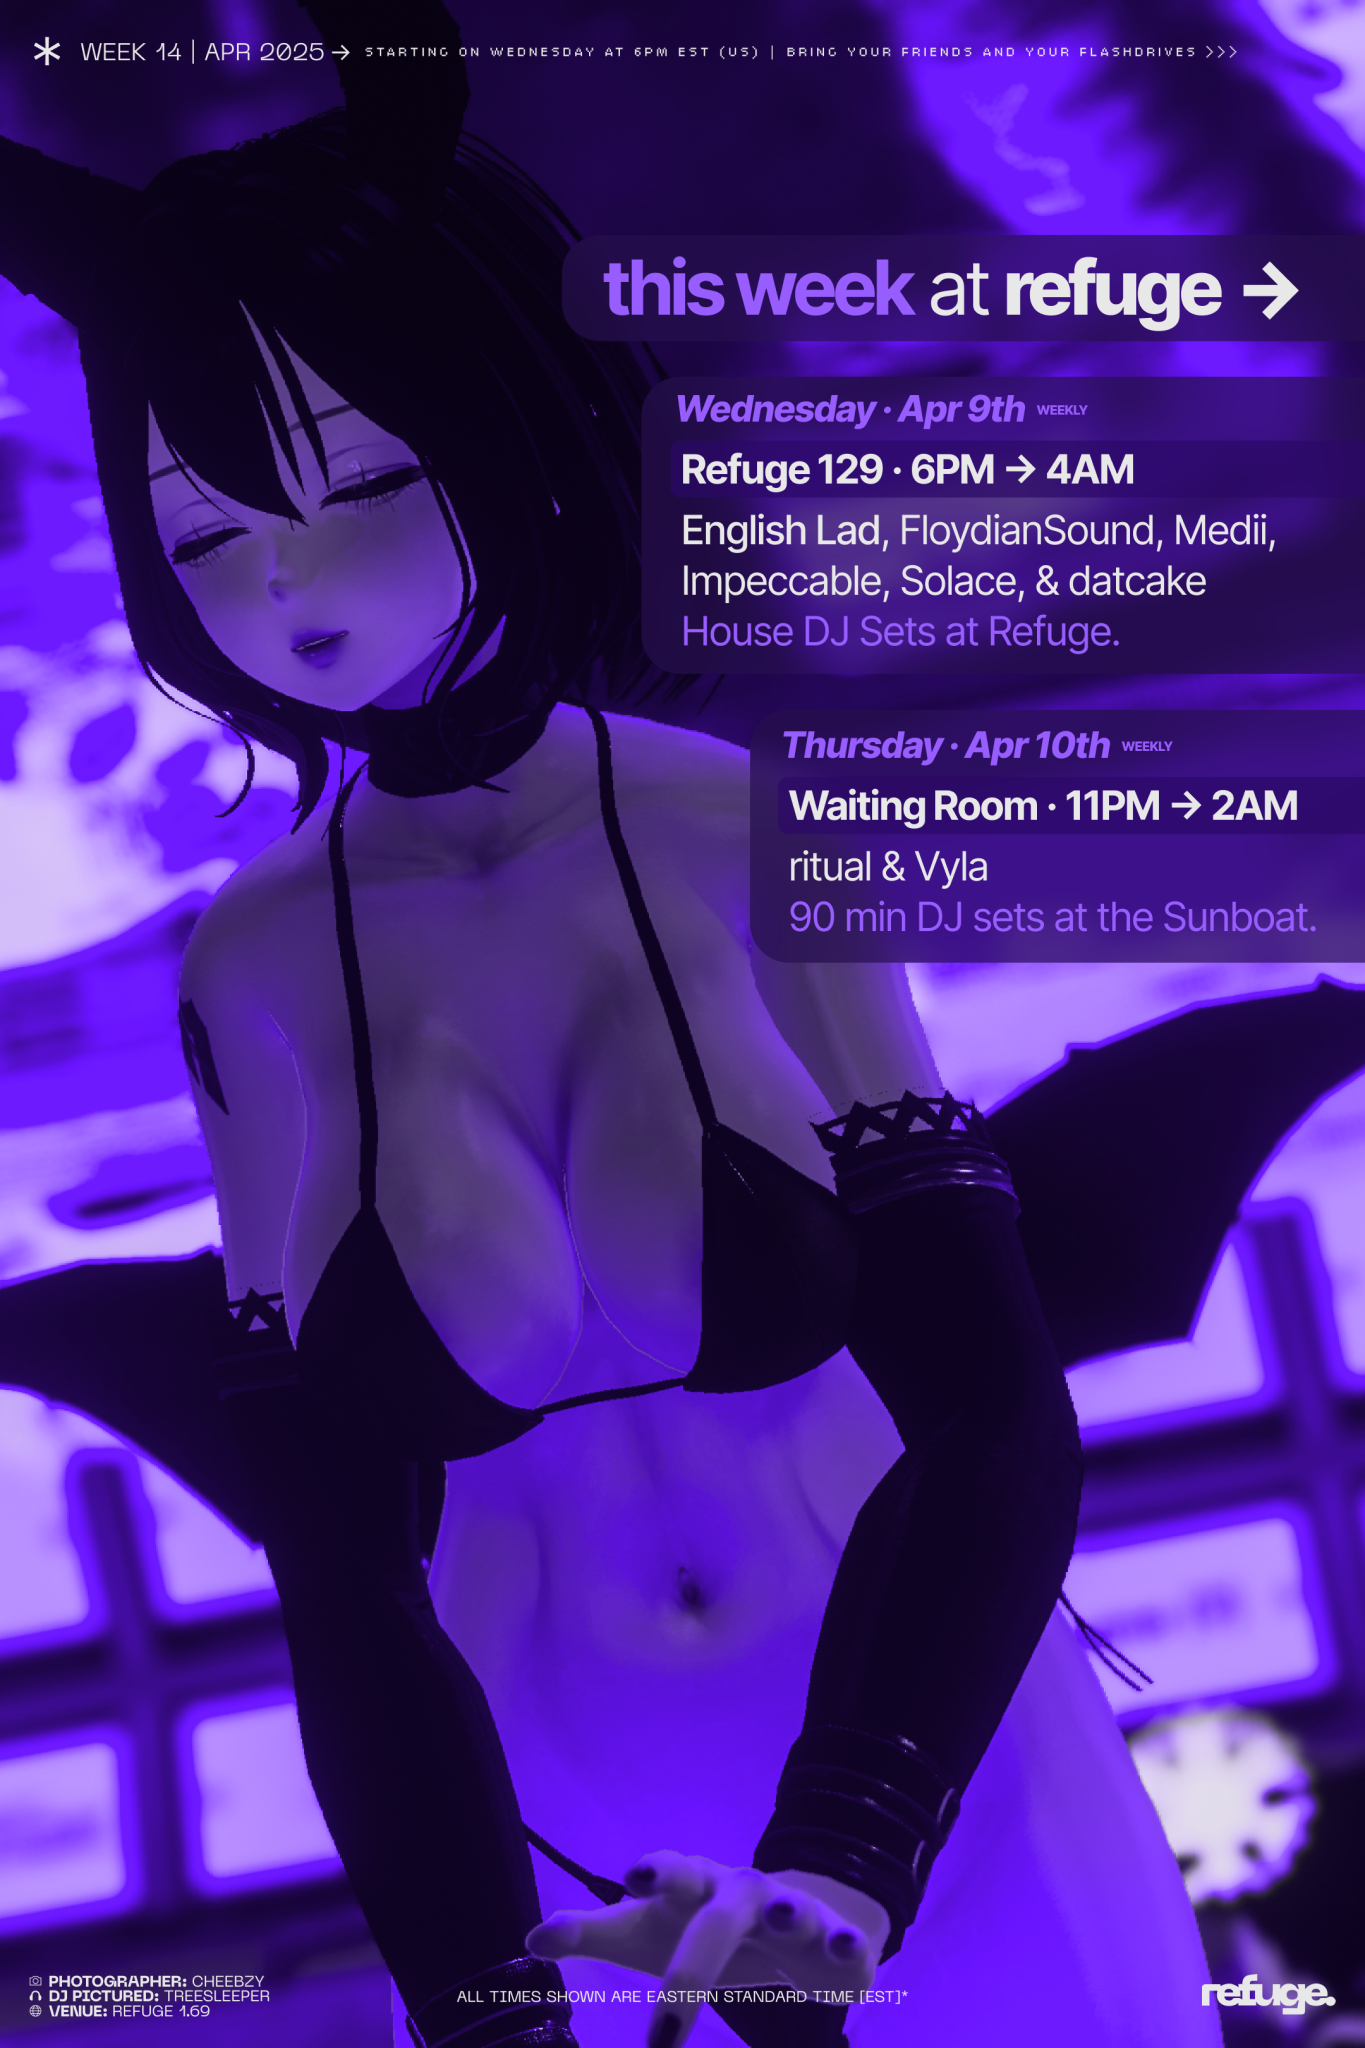 WEEK 14 | APR 2025 → STARTING ON WEDNESDAY AT 6PM EST (US) | BRING YOUR FRIENDS AND YOUR FLASHDRIVES >>>
this week at refuge →
Wednesday · Apr 9th WEEKLY
Refuge 129 · 6PM → 4AM
English Lad, FloydianSound, Medii,
Impeccable, Solace, & datcake
House DJ Sets at Refuge.
Thursday · Apr 10th WEEKLY
Waiting Room · 11PM → 2AM
ritual & Vyla
90 min DJ sets at the Sunboat.
PHOTOGRAPHER: CHEEBZY
DJ PICTURED: TREESLEEPER
VENUE: REFUGE 1.69
ALL TIMES SHOWN ARE EASTERN STANDARD TIME [EST]*
refuge.